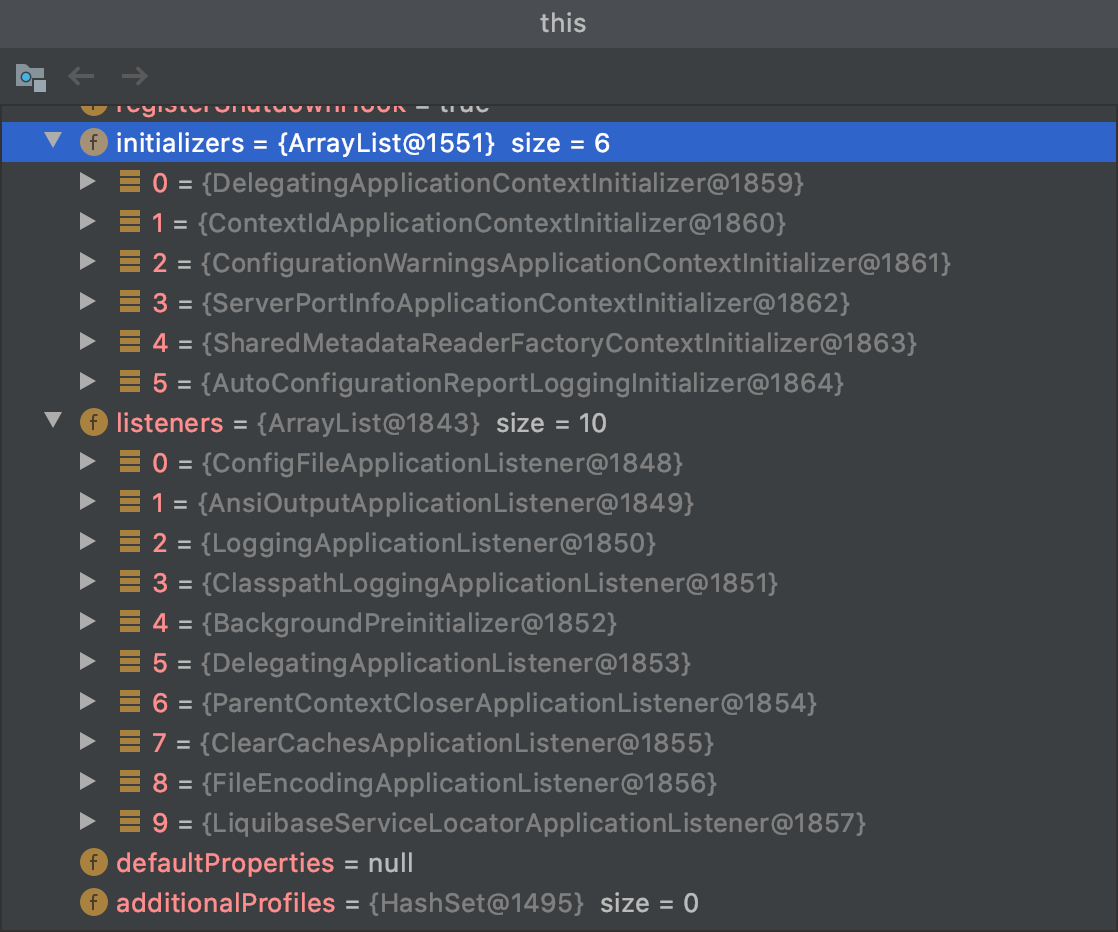 this
registerShutdownHook = true
initializers = {ArrayList@1551} size = 6
0 = {DelegatingApplicationContextInitializer@1859}
1 = {ContextIdApplicationContextInitializer@1860}
2 = {ConfigurationWarningsApplicationContextInitializer@1861}
3 = {ServerPortInfoApplicationContextInitializer@1862}
4 = {SharedMetadataReaderFactoryContextInitializer@1863}
5 = {AutoConfigurationReportLoggingInitializer@1864}
listeners = {ArrayList@1843} size = 10
0 = {ConfigFileApplicationListener@1848}
1 = {AnsiOutputApplicationListener@1849}
2 = {LoggingApplicationListener@1850}
3 = {ClasspathLoggingApplicationListener@1851}
4 = {BackgroundPreinitializer@1852}
5 = {DelegatingApplicationListener@1853}
6 = {ParentContextCloserApplicationListener@1854}
7 = {ClearCachesApplicationListener@1855}
8 = {FileEncodingApplicationListener@1856}
9 = {LiquibaseServiceLocatorApplicationListener@1857}
defaultProperties = null
additionalProfiles = {HashSet@1495} size = 0